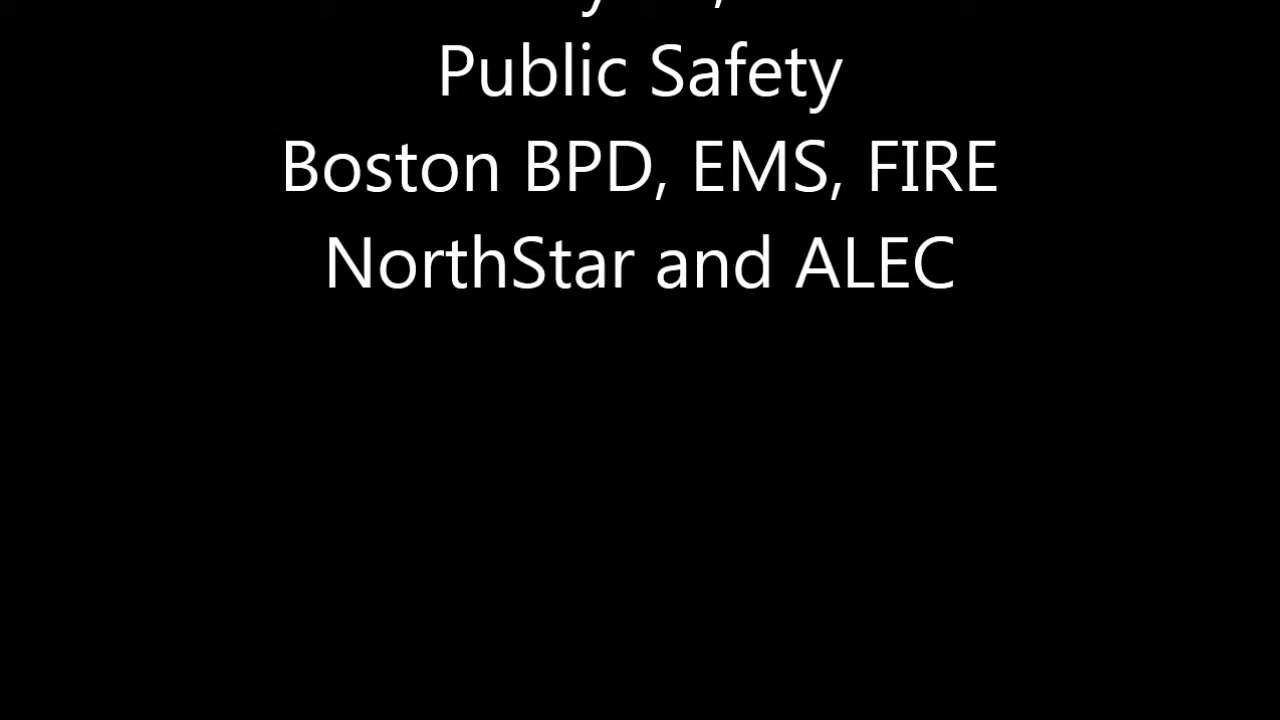 Public Safety
Boston BPD, EMS, FIRE
NorthStar and ALEC